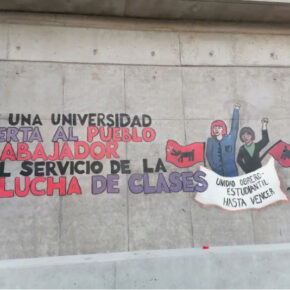 UNA UNIVERSIDAD
ERTA AL PUEBLO
ABAJADOR
L SERVICIO DE LA
LUCHA DE CLASES
UNIDAD OBRERO-
ESTUDIANTIL
HASTA VENCER